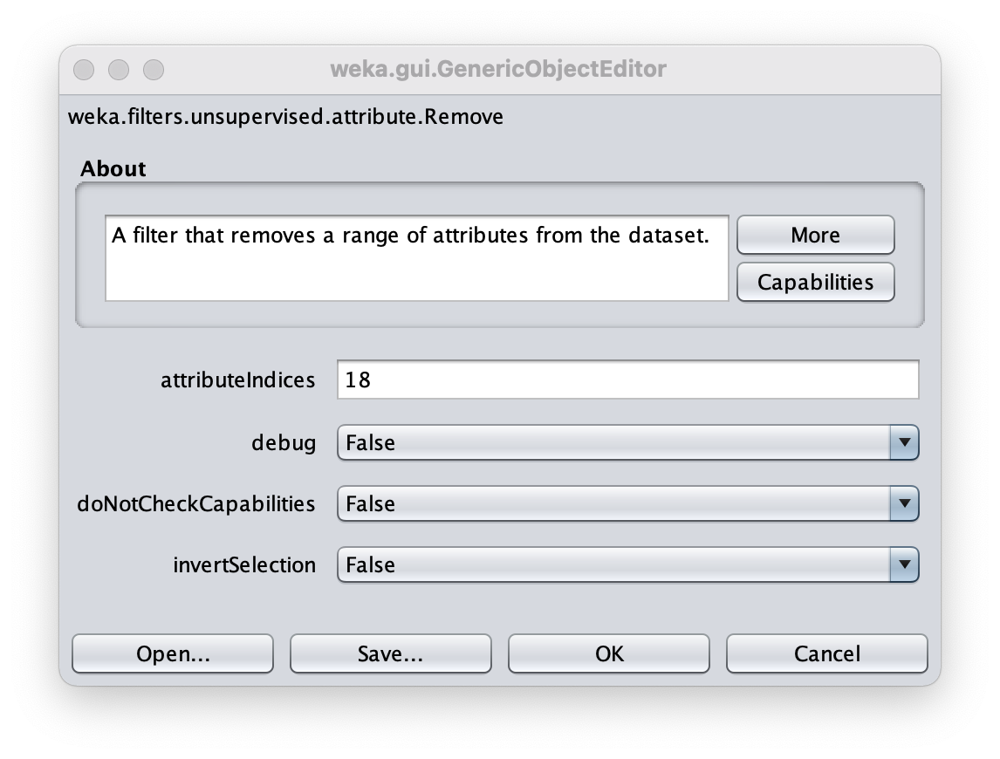 weka.gui.GenericObjectEditor
weka.filters.unsupervised.attribute.Remove
About
A filter that removes a range of attributes from the dataset.
More
Capabilities
attributeIndices 18
debug False
doNotCheckCapabilities False
invertSelection False
Open... Save... OK Cancel